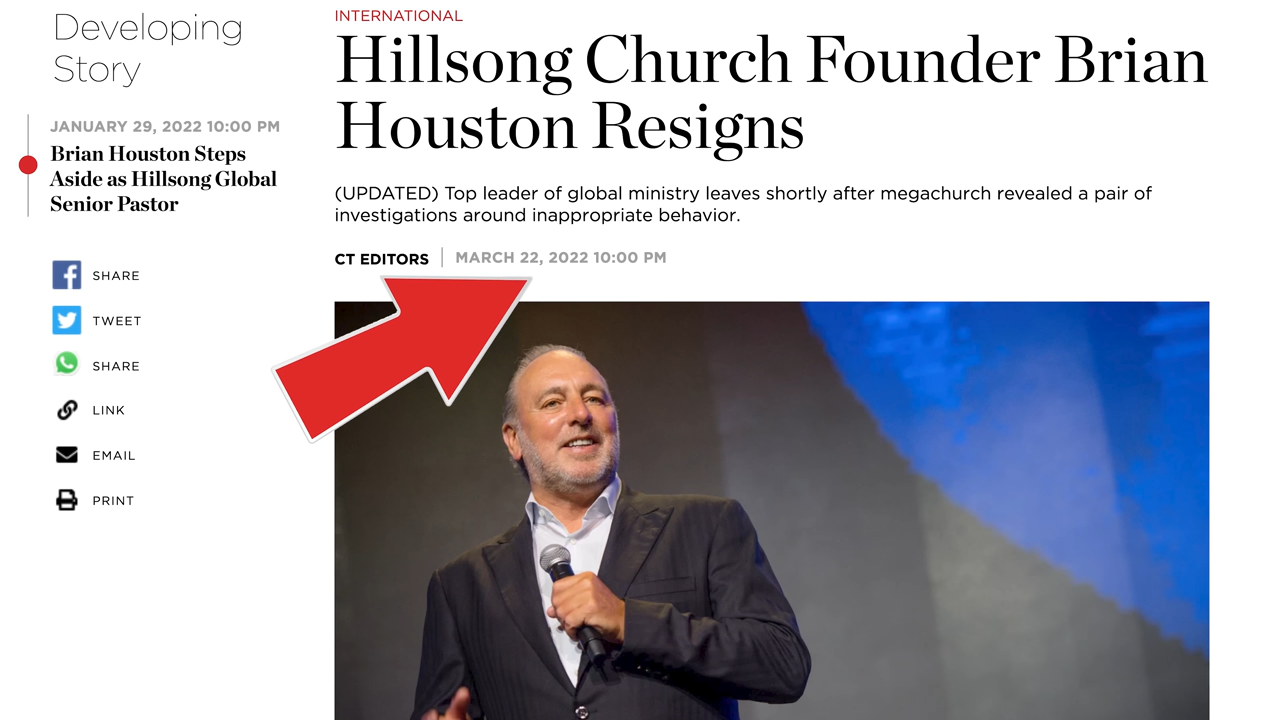 Developing
Story
JANUARY 29, 2022 10:00 PM
Brian Houston Steps
Aside as Hillsong Global
Senior Pastor
SHARE
TWEET
SHARE
LINK
EMAIL
PRINT
INTERNATIONAL
Hillsong Church Founder Brian
Houston Resigns
(UPDATED) Top leader of global ministry leaves shortly after megachurch revealed a pair of
investigations around inappropriate behavior.
CT EDITORS | MARCH 22, 2022 10:00 PM